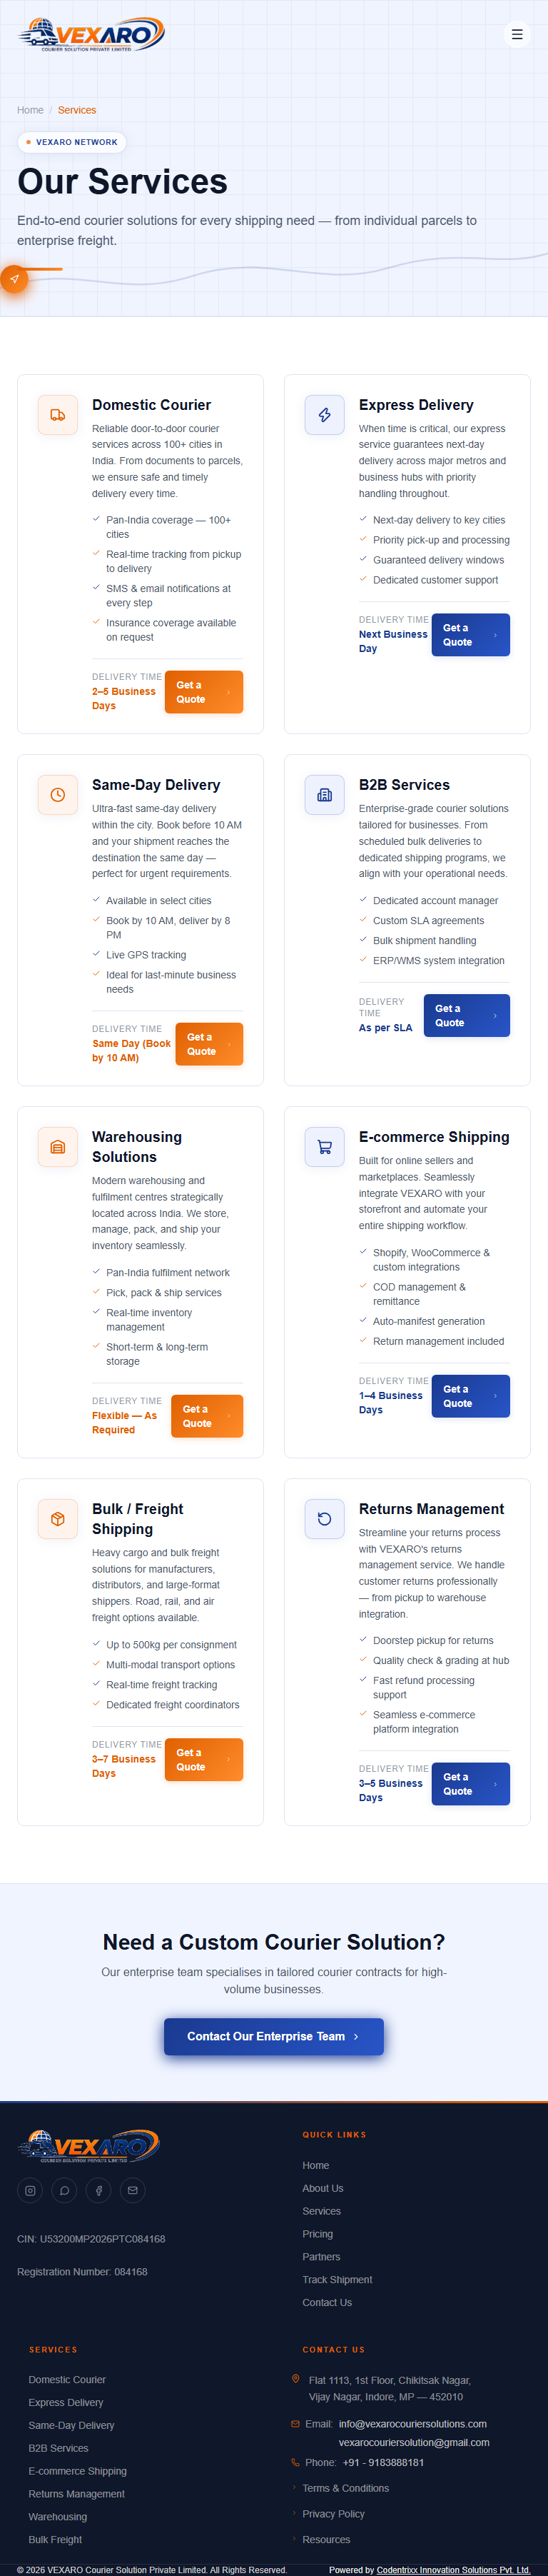 VEXARO
COURIER SOLUTION PRIVATE LIMITED
Home / Services
VEXARO NETWORK
Our Services
End-to-end courier solutions for every shipping need — from individual parcels to
enterprise freight.
Domestic Courier
Reliable door-to-door courier
services across 100+ cities in
India. From documents to parcels,
we ensure safe and timely
delivery every time.
Pan-India coverage — 100+
cities
Real-time tracking from pickup
to delivery
SMS & email notifications at
every step
Insurance coverage available
on request
DELIVERY TIME
2–5 Business
Days
Get a
Quote
Express Delivery
When time is critical, our express
service guarantees next-day
delivery across major metros and
business hubs with priority
handling throughout.
Next-day delivery to key cities
Priority pick-up and processing
Guaranteed delivery windows
Dedicated customer support
DELIVERY TIME
Next Business
Day
Get a
Quote
Same-Day Delivery
Ultra-fast same-day delivery
within the city. Book before 10 AM
and your shipment reaches the
destination the same day —
perfect for urgent requirements.
Available in select cities
Book by 10 AM, deliver by 8
PM
Live GPS tracking
Ideal for last-minute business
needs
DELIVERY TIME
Same Day (Book
by 10 AM)
Get a
Quote
B2B Services
Enterprise-grade courier solutions
tailored for businesses. From
scheduled bulk deliveries to
dedicated shipping programs, we
align with your operational needs.
Dedicated account manager
Custom SLA agreements
Bulk shipment handling
ERP/WMS system integration
DELIVERY
TIME
As per SLA
Get a
Quote
Warehousing
Solutions
Modern warehousing and
fulfilment centres strategically
located across India. We store,
manage, pack, and ship your
inventory seamlessly.
Pan-India fulfilment network
Pick, pack & ship services
Real-time inventory
management
Short-term & long-term
storage
DELIVERY TIME
Flexible — As
Required
Get a
Quote
E-commerce Shipping
Built for online sellers and
marketplaces. Seamlessly
integrate VEXARO with your
storefront and automate your
entire shipping workflow.
Shopify, WooCommerce &
custom integrations
COD management &
remittance
Auto-manifest generation
Return management included
DELIVERY TIME
1–4 Business
Days
Get a
Quote
Bulk / Freight
Shipping
Heavy cargo and bulk freight
solutions for manufacturers,
distributors, and large-format
shippers. Road, rail, and air
freight options available.
Up to 500kg per consignment
Multi-modal transport options
Real-time freight tracking
Dedicated freight coordinators
DELIVERY TIME
3–7 Business
Days
Get a
Quote
Returns Management
Streamline your returns process
with VEXARO's returns
management service. We handle
customer returns professionally
— from pickup to warehouse
integration.
Doorstep pickup for returns
Quality check & grading at hub
Fast refund processing
support
Seamless e-commerce
platform integration
DELIVERY TIME
3–5 Business
Days
Get a
Quote
Need a Custom Courier Solution?
Our enterprise team specialises in tailored courier contracts for high-
volume businesses.
Contact Our Enterprise Team
VEXARO
COURIER SOLUTION PRIVATE LIMITED
CIN: U53200MP2026PTC084168
Registration Number: 084168
QUICK LINKS
Home
About Us
Services
Pricing
Partners
Track Shipment
Contact Us
SERVICES
Domestic Courier
Express Delivery
Same-Day Delivery
B2B Services
E-commerce Shipping
Returns Management
Warehousing
Bulk Freight
CONTACT US
Flat 1113, 1st Floor, Chikitsak Nagar,
Vijay Nagar, Indore, MP — 452010
Email: info@vexarocouriersolutions.com
vexarocouriersolution@gmail.com
Phone: +91 - 9183888181
Terms & Conditions
Privacy Policy
Resources
© 2026 VEXARO Courier Solution Private Limited. All Rights Reserved.
Powered by Codentrixx Innovation Solutions Pvt. Ltd.